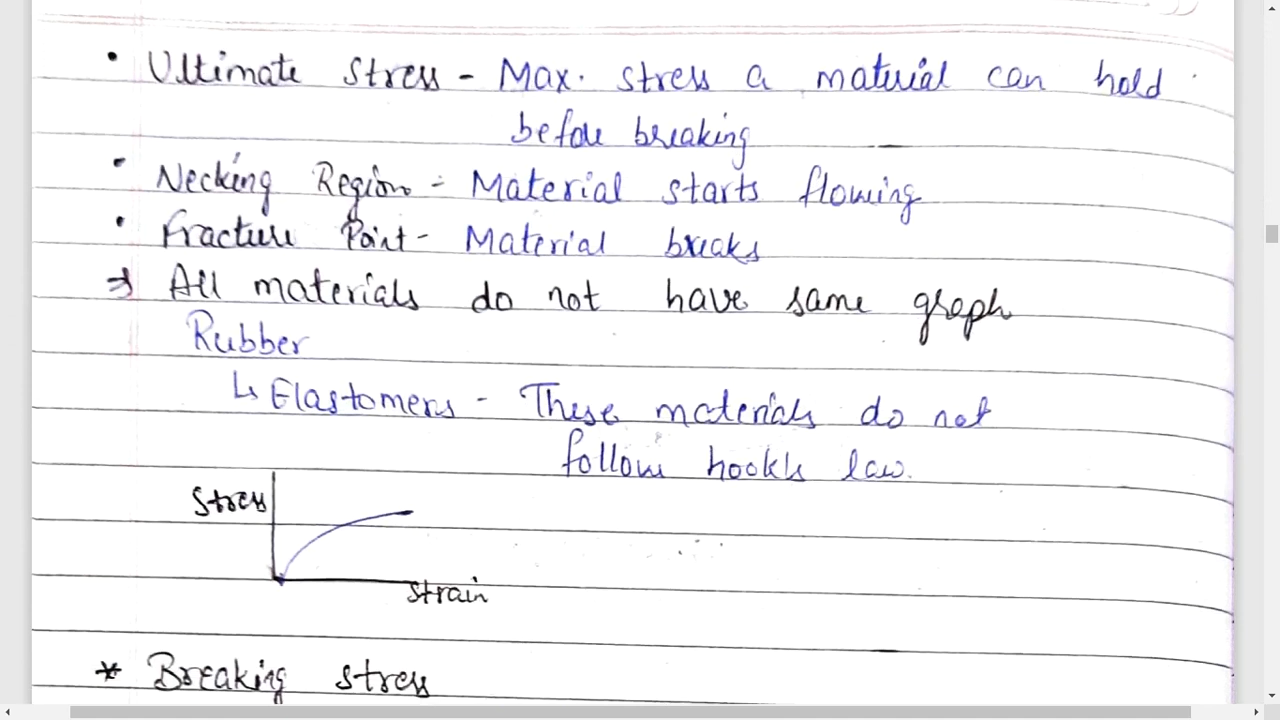 • Ultimate Stress - Max. stress a material can hold
before breaking
• Necking Region - Material starts flowing
• Fracture Point - Material breaks
⇒ All materials do not have same graph
Rubber
↳ Elastomers - These materials do not
follow hook's law.
Stress
Strain
* Breaking stress